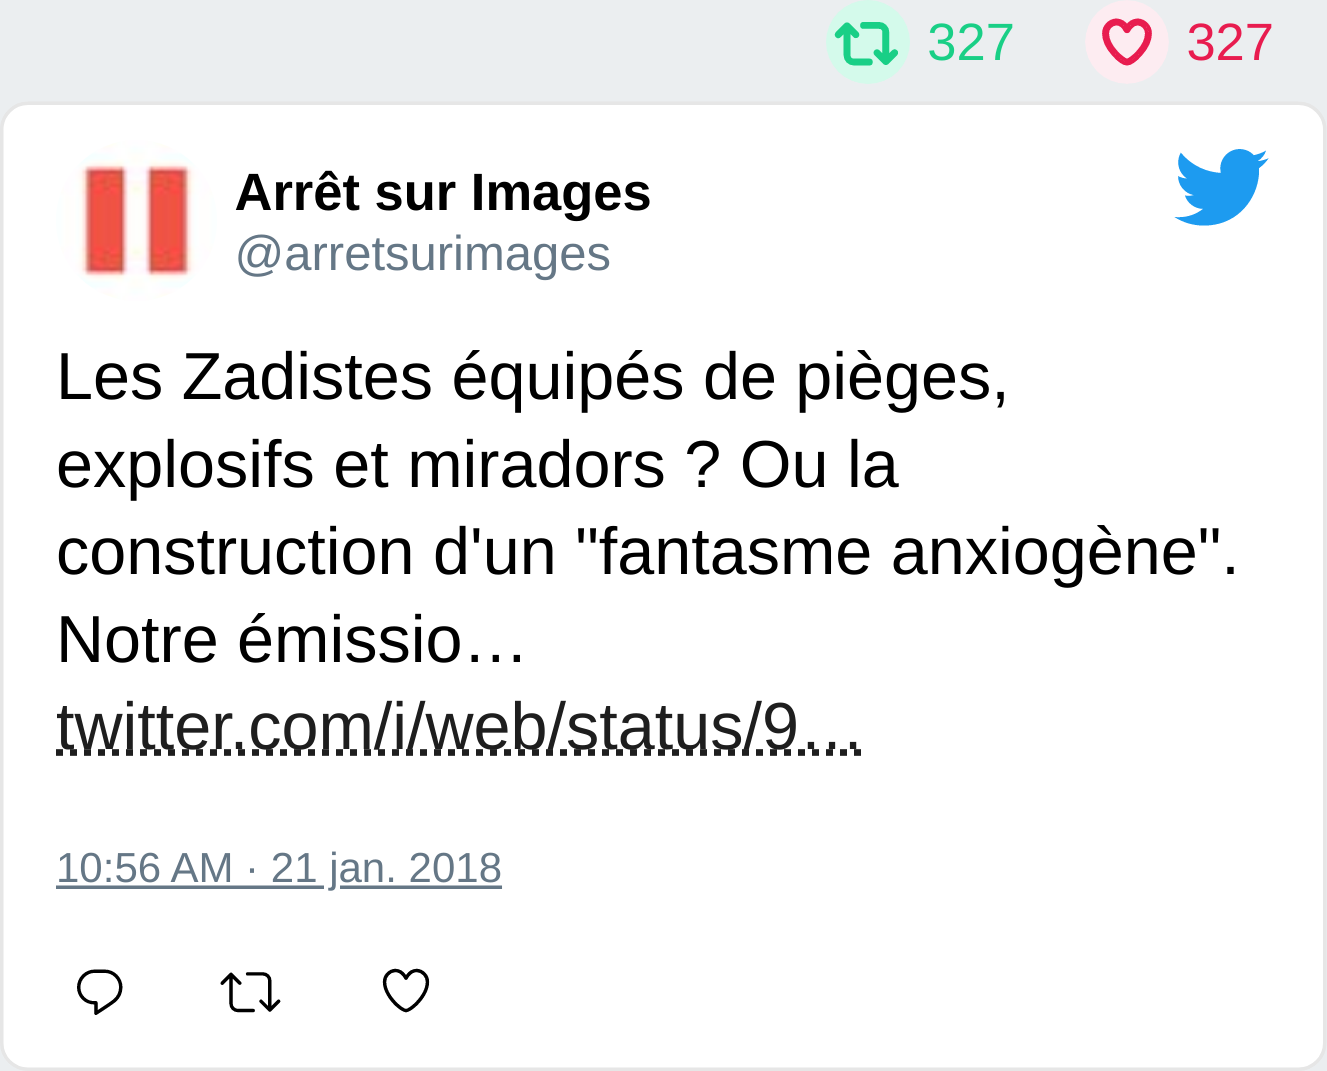 327 327
Arrêt sur Images
@arretsurimages
Les Zadistes équipés de pièges,
explosifs et miradors ? Ou la
construction d'un "fantasme anxiogène".
Notre émissio…
twitter.com/i/web/status/9…
10:56 AM · 21 jan. 2018